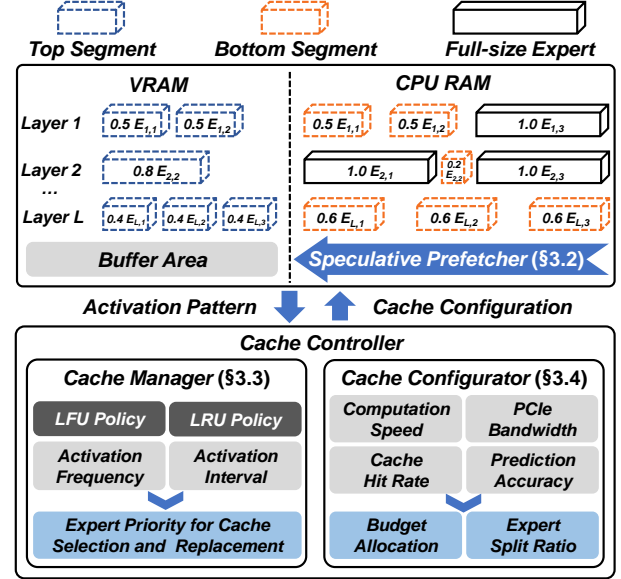 Top Segment Bottom Segment Full-size Expert
VRAM CPU RAM
Layer 1 0.5 E1,1 0.5 E1,2 0.5 E1,1 0.5 E1,2 1.0 E1,3
Layer 2 0.8 E2,2 1.0 E2,1 0.2 E2,2 1.0 E2,3
...
Layer L 0.4 EL,1 0.4 EL,2 0.4 EL,3 0.6 EL,1 0.6 EL,2 0.6 EL,3
Buffer Area Speculative Prefetcher (§3.2)
Activation Pattern Cache Configuration
Cache Controller
Cache Manager (§3.3)
LFU Policy LRU Policy
Activation Frequency
Activation Interval
Expert Priority for Cache
Selection and Replacement
Cache Configurator (§3.4)
Computation Speed
PCIe Bandwidth
Cache Hit Rate
Prediction Accuracy
Budget Allocation
Expert Split Ratio